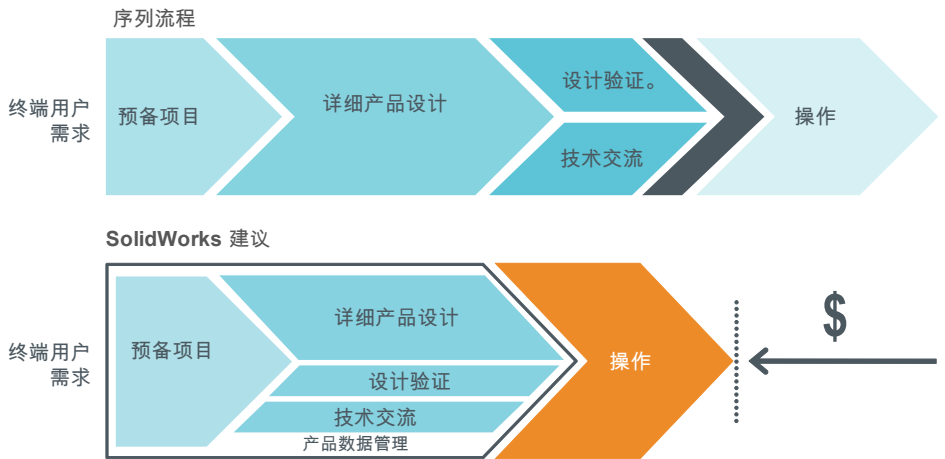 序列流程
终端用户
需求
预备项目
详细产品设计
设计验证。
技术交流
操作
SolidWorks 建议
终端用户
需求
预备项目
详细产品设计
设计验证
技术交流
产品数据管理
操作
$